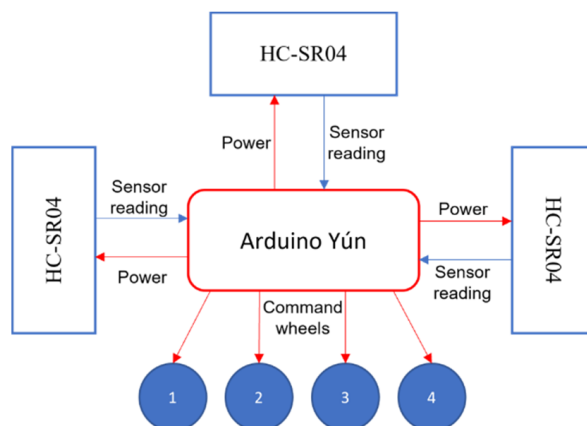 HC-SR04
Power
Sensor
reading
HC-SR04
Sensor
reading
Power
Arduino Yún
Power
Sensor
reading
HC-SR04
Command
wheels
1
2
3
4